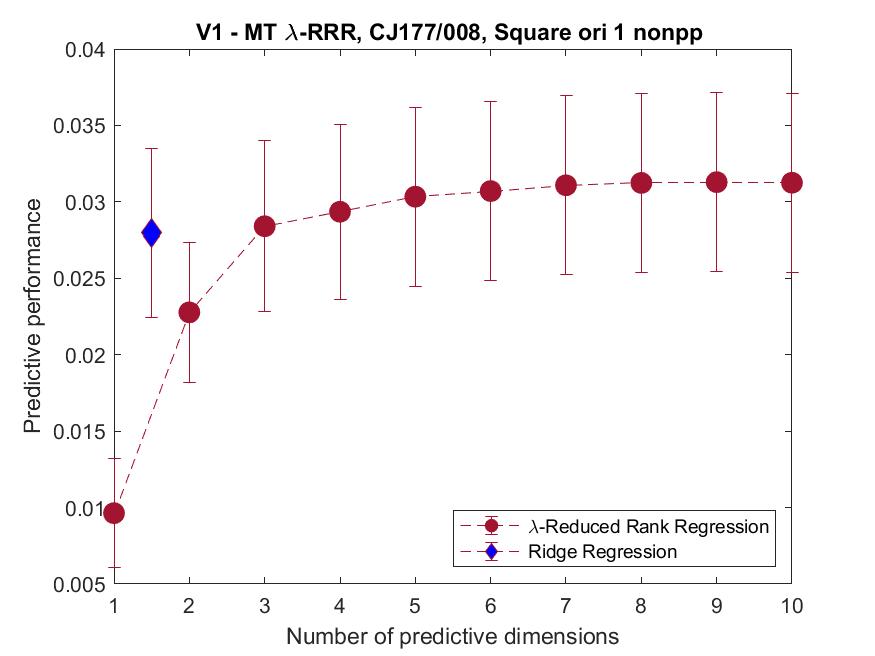 V1 - MT λ-RRR, CJ177/008, Square ori 1 nonpp
0.04
0.035
0.03
0.025
0.02
0.015
0.01
0.005
Predictive performance
1 2 3 4 5 6 7 8 9 10
Number of predictive dimensions
λ-Reduced Rank Regression
Ridge Regression